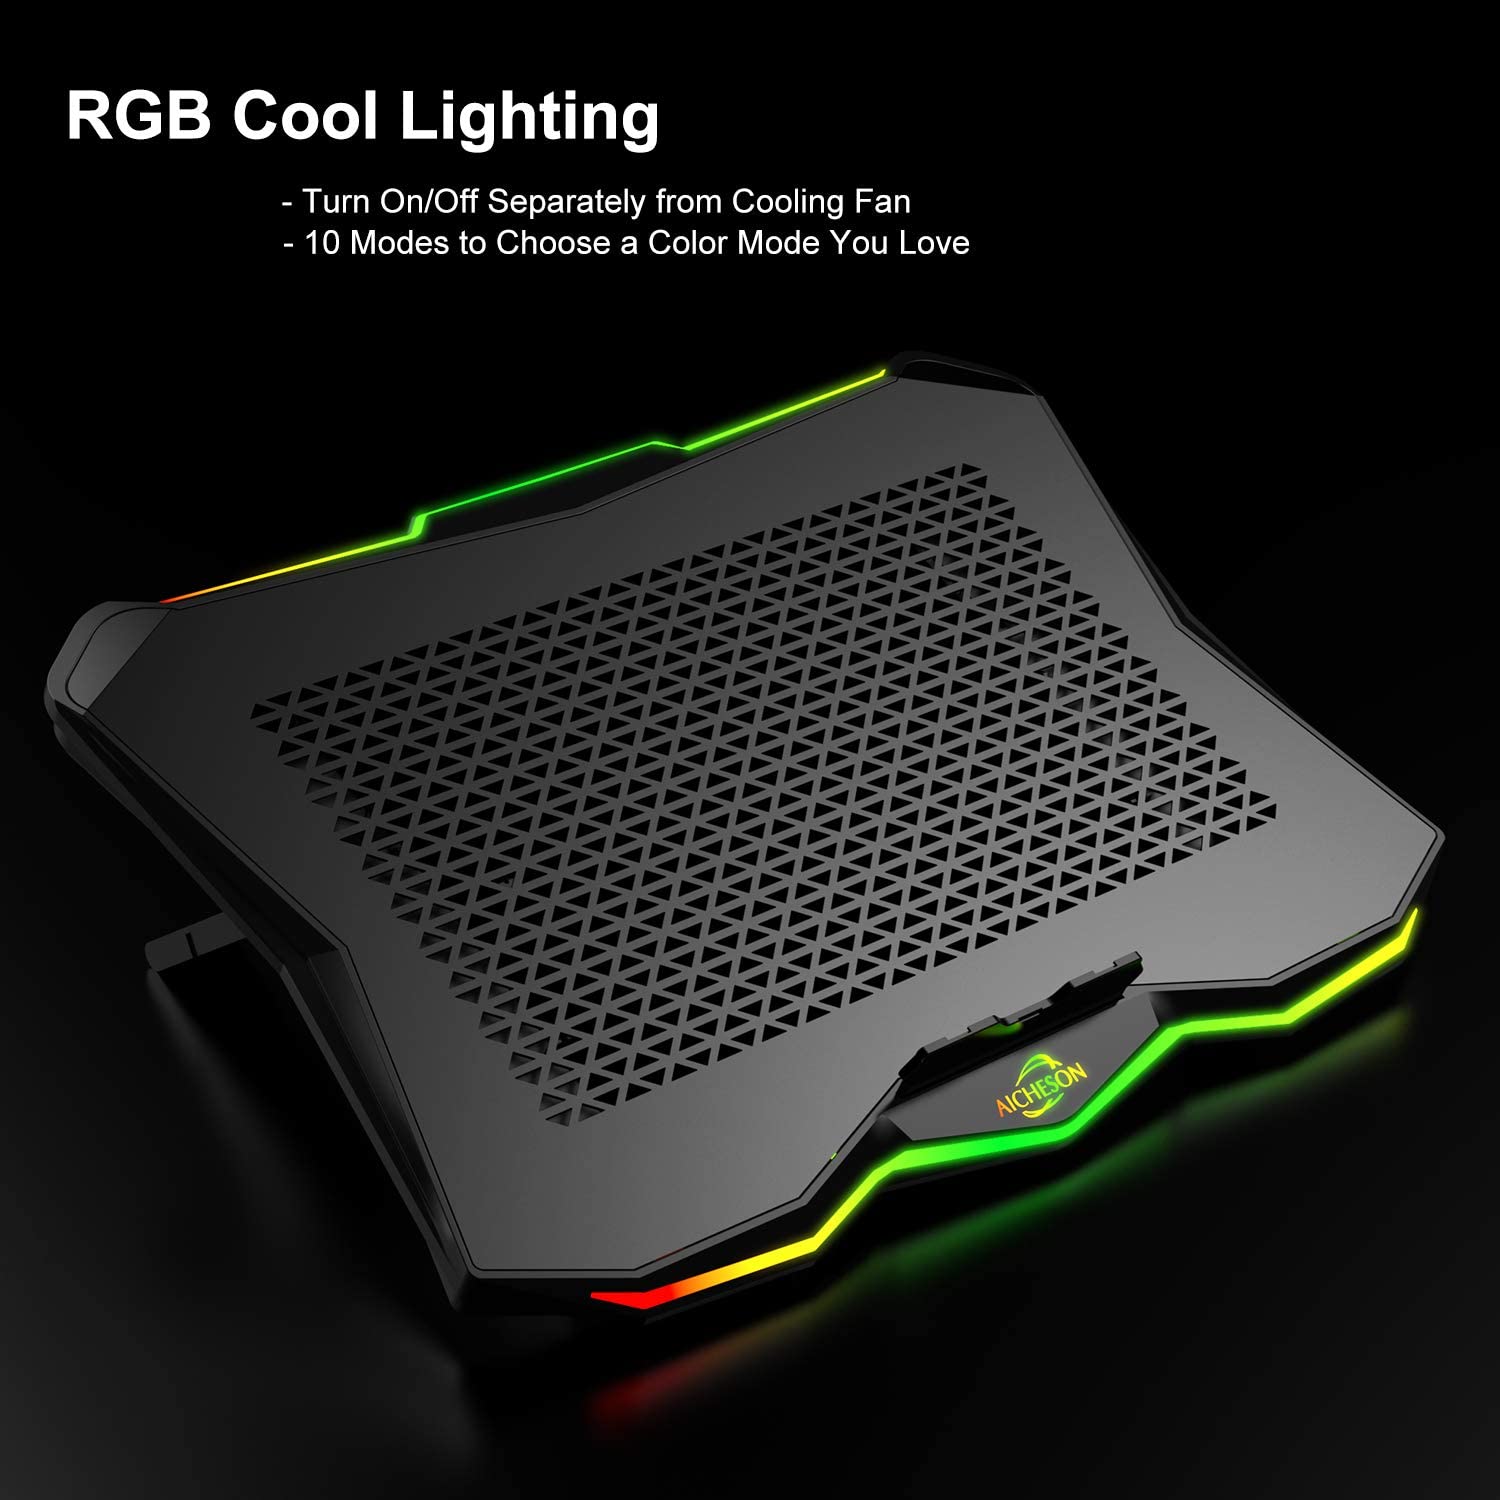 RGB Cool Lighting
- Turn On/Off Separately from Cooling Fan
- 10 Modes to Choose a Color Mode You Love
AICHESON